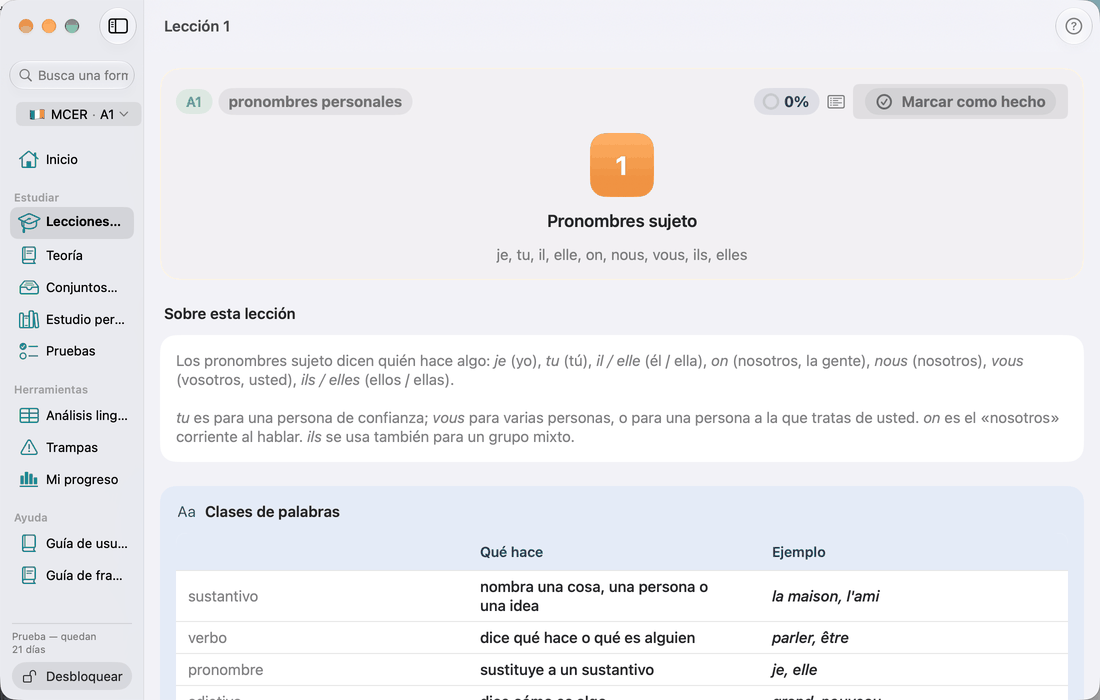 Lección 1
Busca una forn
MCER · A1
Inicio
Estudiar
Lecciones...
Teoría
Conjuntos...
Estudio per...
Pruebas
Herramientas
Análisis ling...
Trampas
Mi progreso
Ayuda
Guía de usu...
Guía de fra...
Prueba — quedan
21 días
Desbloquear
A1 pronombres personales
0% Marcar como hecho
1
Pronombres sujeto
je, tu, il, elle, on, nous, vous, ils, elles
Sobre esta lección
Los pronombres sujeto dicen quién hace algo: je (yo), tu (tú), il / elle (él / ella), on (nosotros, la gente), nous (nosotros), vous
(vosotros, usted), ils / elles (ellos / ellas).
tu es para una persona de confianza; vous para varias personas, o para una persona a la que tratas de usted. on es el «nosotros»
corriente al hablar. ils se usa también para un grupo mixto.
Aa Clases de palabras
Qué hace Ejemplo
sustantivo nombra una cosa, una persona o
una idea la maison, l'ami
verbo dice qué hace o qué es alguien parler, être
pronombre sustituye a un sustantivo je, elle
adjetivo dice cómo es algo grand, nouveau